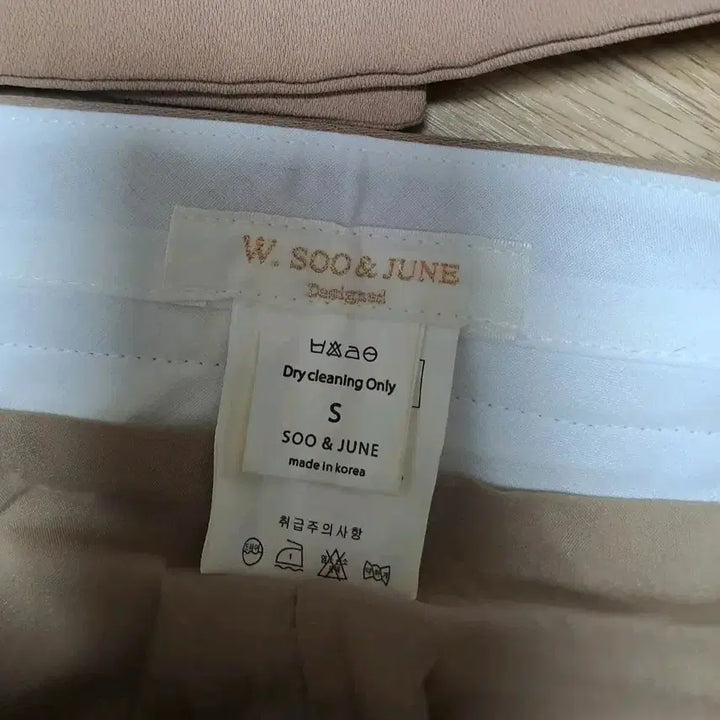 W. SOO & JUNE
Designed
Dry cleaning Only
S
SOO & JUNE
made in korea
취급주의사항